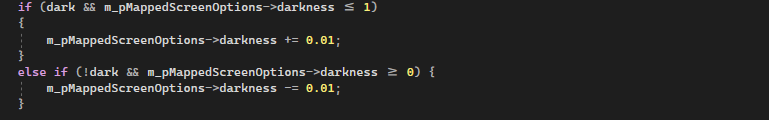 if (dark && m_pMappedScreenOptions->darkness ≤ 1)
{
    m_pMappedScreenOptions->darkness += 0.01;
}
else if (!dark && m_pMappedScreenOptions->darkness ≥ 0) {
    m_pMappedScreenOptions->darkness -= 0.01;
}